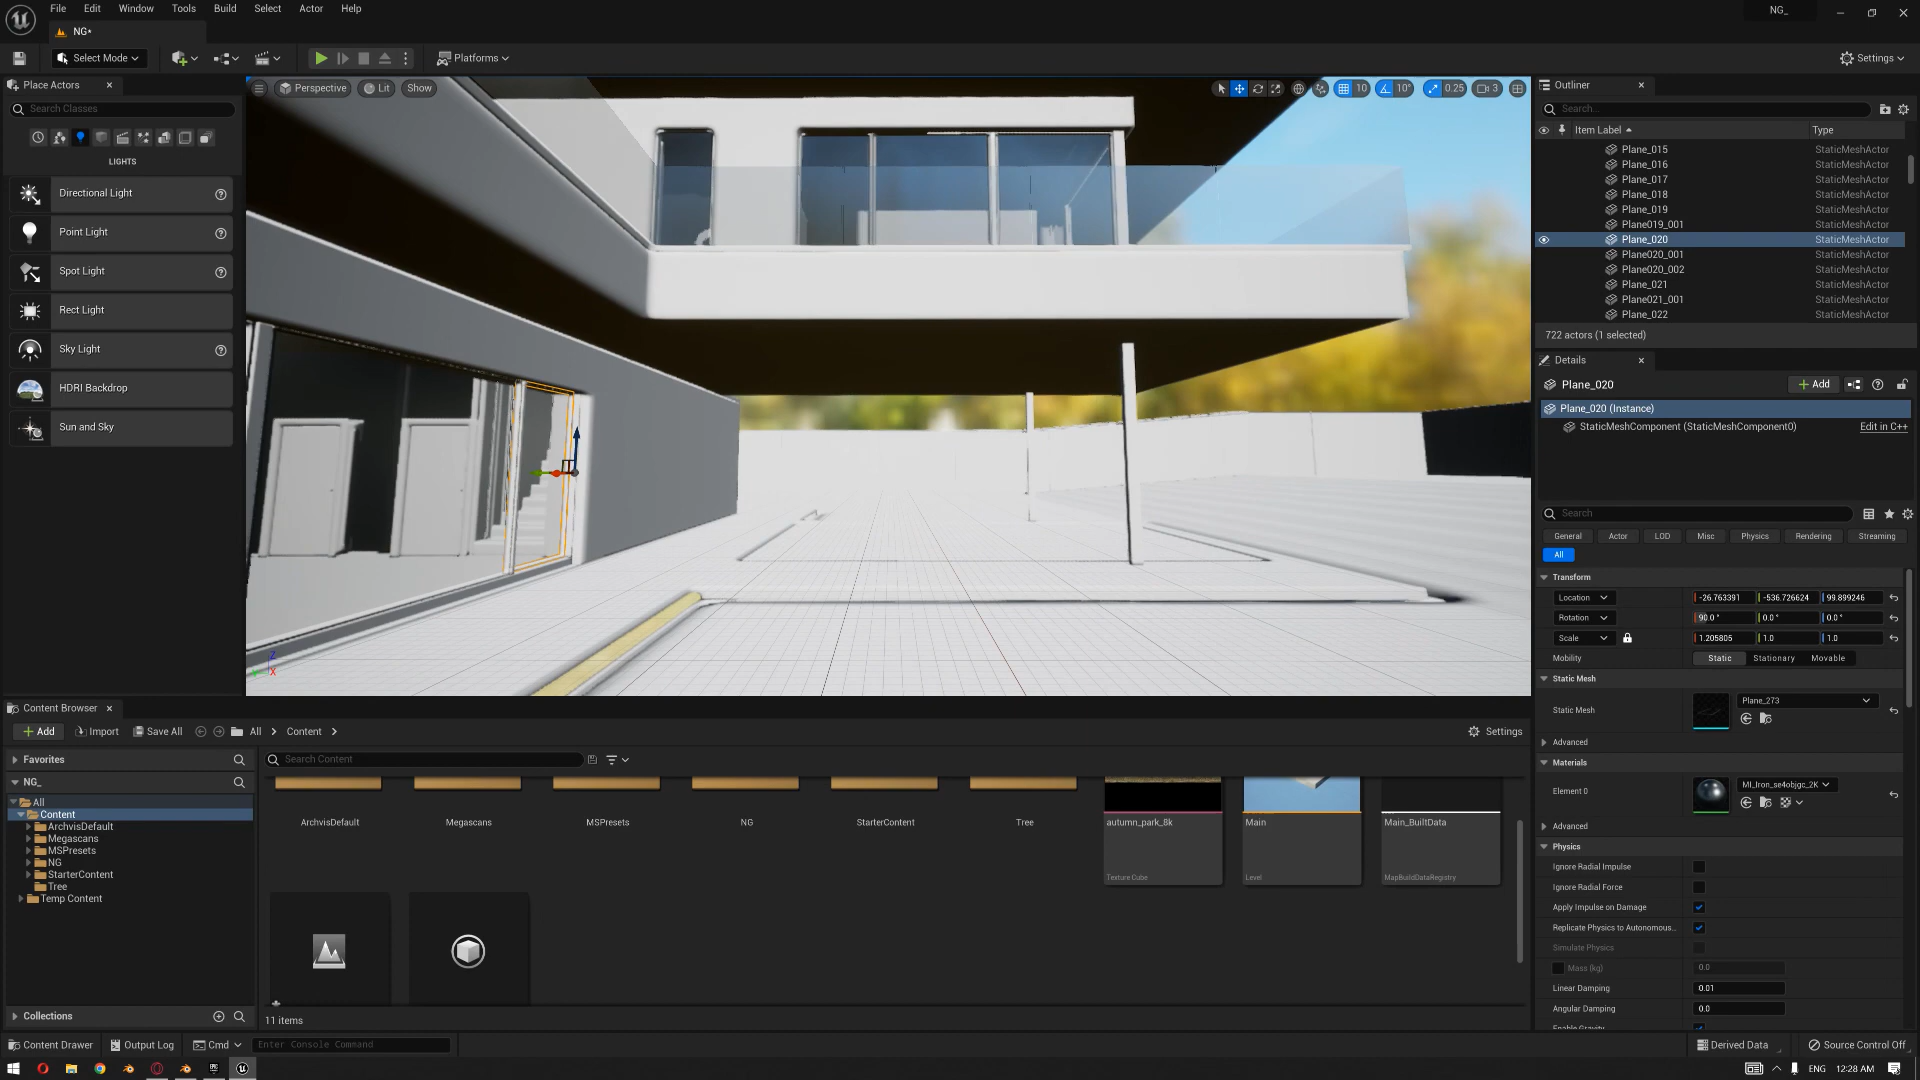 File Edit Window Tools Build Select Actor Help
NG_
NG*
Select Mode
Platforms
Settings
Place Actors
Search Classes
LIGHTS
Directional Light
Point Light
Spot Light
Rect Light
Sky Light
HDRI Backdrop
Sun and Sky
Perspective Lit Show
10 10° 0.25 3
Outliner
Search...
Item Label Type
Plane_015 StaticMeshActor
Plane_016 StaticMeshActor
Plane_017 StaticMeshActor
Plane_018 StaticMeshActor
Plane_019 StaticMeshActor
Plane019_001 StaticMeshActor
Plane_020 StaticMeshActor
Plane020_001 StaticMeshActor
Plane020_002 StaticMeshActor
Plane_021 StaticMeshActor
Plane021_001 StaticMeshActor
Plane_022 StaticMeshActor
722 actors (1 selected)
Details
Plane_020
Add
Plane_020 (Instance)
StaticMeshComponent (StaticMeshComponent0) Edit in C++
Search
General Actor LOD Misc Physics Rendering Streaming
All
Transform
Location -26.763391 -536.726624 99.899246
Rotation 90.0 ° 0.0 ° 0.0 °
Scale 1.205805 1.0 1.0
Mobility Static Stationary Movable
Static Mesh
Static Mesh Plane_273
Advanced
Materials
Element 0 MI_Iron_se4objgc_2K
Advanced
Physics
Ignore Radial Impulse
Ignore Radial Force
Apply Impulse on Damage
Replicate Physics to Autonomous...
Simulate Physics
Mass (kg) 0.0
Linear Damping 0.01
Angular Damping 0.0
Enable Gravity
Z
X
Content Browser
Add Import Save All All Content Settings
Favorites
Search Content
NG_
All
Content
ArchvisDefault
Megascans
MSPresets
NG
StarterContent
Tree
Temp Content
Collections
ArchvisDefault Megascans MSPresets NG StarterContent Tree autumn_park_8k Main Main_BuiltData
Texture Cube Level MapBuildDataRegistry
11 items
Content Drawer Output Log Cmd Enter Console Command
Derived Data Source Control Off
ENG 12:28 AM